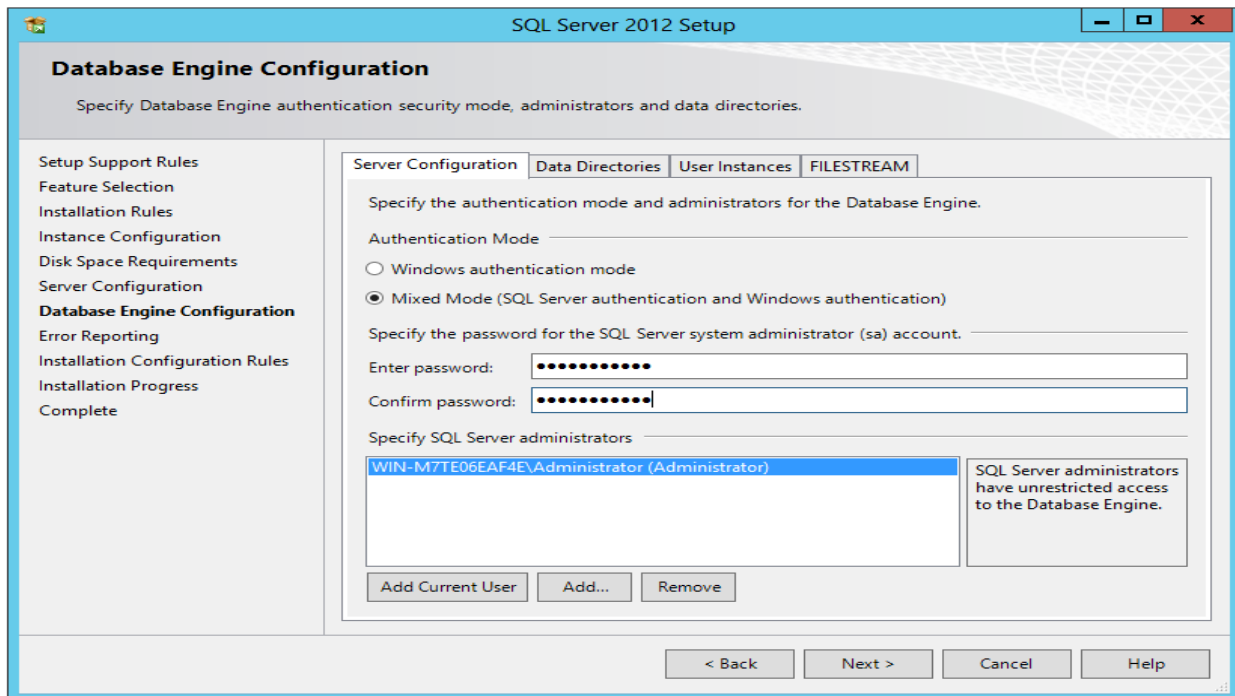 SQL Server 2012 Setup
Database Engine Configuration
Specify Database Engine authentication security mode, administrators and data directories.
Setup Support Rules
Feature Selection
Installation Rules
Instance Configuration
Disk Space Requirements
Server Configuration
Database Engine Configuration
Error Reporting
Installation Configuration Rules
Installation Progress
Complete
Server Configuration
Data Directories
User Instances
FILESTREAM
Specify the authentication mode and administrators for the Database Engine.
Authentication Mode
Windows authentication mode
Mixed Mode (SQL Server authentication and Windows authentication)
Specify the password for the SQL Server system administrator (sa) account.
Enter password: ●●●●●●●●●●●
Confirm password: ●●●●●●●●●●●
Specify SQL Server administrators
WIN-M7TE06EAF4E\Administrator (Administrator)
SQL Server administrators
have unrestricted access
to the Database Engine.
Add Current User
Add...
Remove
< Back
Next >
Cancel
Help